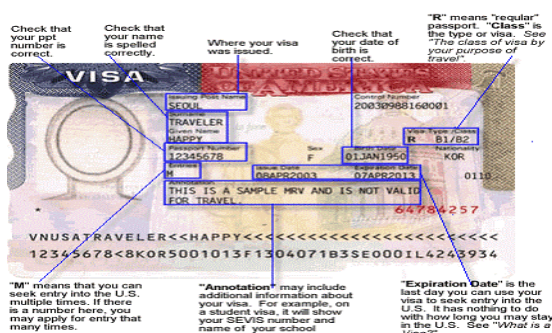 Check that
your ppt
number is
correct.
Check that
your name
is spelled
correctly.
Where your visa
was issued.
Check that
your date of
birth is
correct.
"R" means "regular"
passport. "Class" is
the type or visa. See
"The class of visa by
your purpose of
travel".
VISA
UNITED STATES
OF AMERICA
Issuing Post Name
SEOUL
Control Number
20030988160001
Surname
TRAVELER
Given Name
HAPPY
Visa Type /Class
R B1/B2
Passport Number
12345678
Sex
F
Birth Date
01JAN1950
Nationality
KOR
Entries
M
Issue Date
08APR2003
Expiration Date
07APR2013
0110
Annotation
THIS IS A SAMPLE MRV AND IS NOT VALID
FOR TRAVEL.
*
64784257
VNUSATRAVELER<<HAPPY<<<<<<<<<<<<<<<<<<<<<<<<
12345678<8KOR5001013F1304071B3SE000IL4243934
"M" means that you can
seek entry into the U.S.
multiple times. If there
is a number here, you
may apply for entry that
many times.
"Annotation" may include
additional information about
your visa. For example, on
a student visa, it will show
your SEVIS number and
name of your school
"Expiration Date" is the
last day you can use your
visa to seek entry into the
U.S. It has nothing to do
with how long you may stay
in the U.S. See "What is